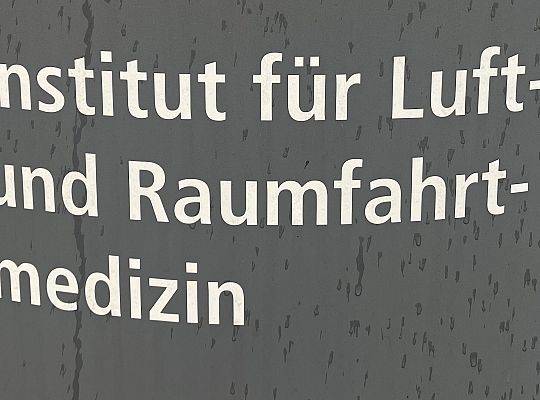 nstitut für Luft-
und Raumfahrt-
medizin